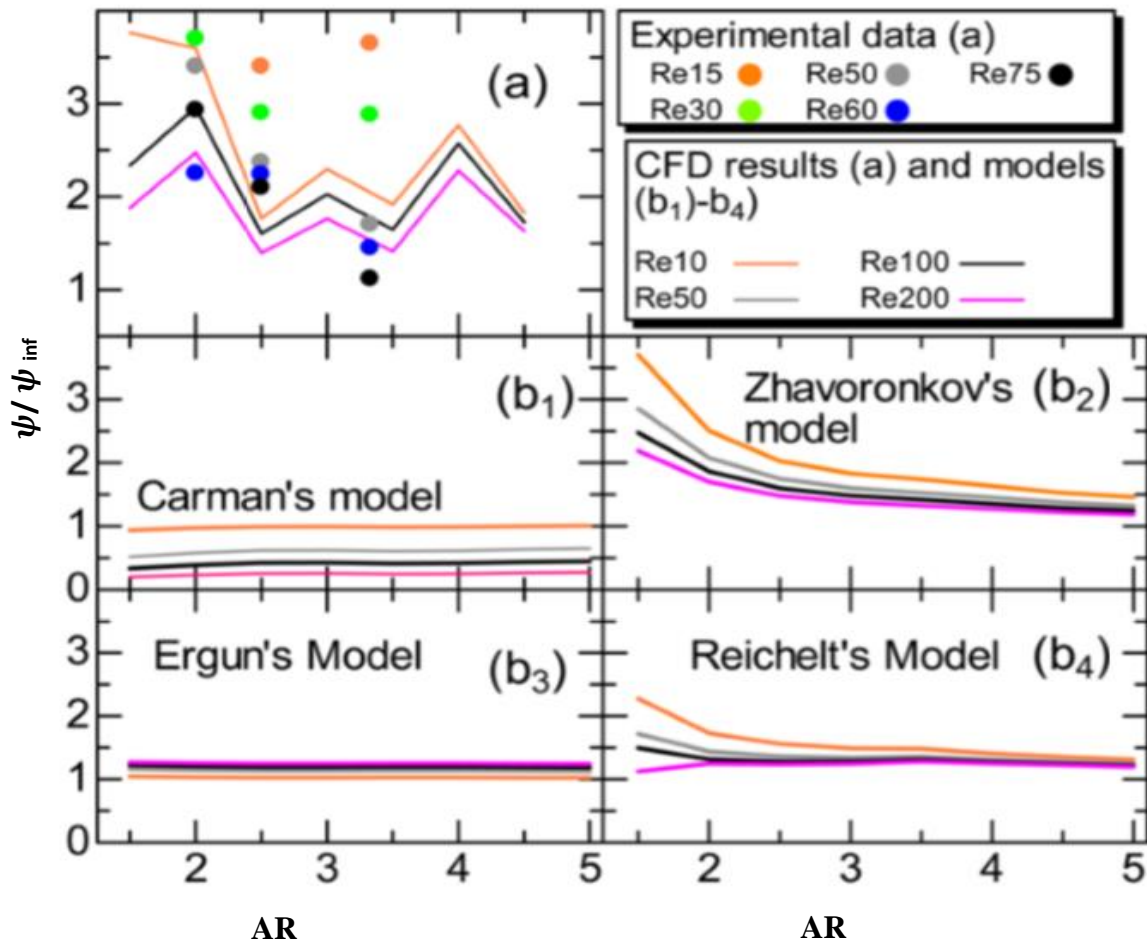 (a)
3
2
1
Experimental data (a)
Re15 Re50 Re75
Re30 Re60
CFD results (a) and models
(b₁)-b₄)
Re10 Re100
Re50 Re200
ψ/ ψ inf
(b₁)
3
2
Carman's model
1
0
Zhavoronkov's (b₂)
model
Ergun's Model (b₃)
3
2
1
0
Reichelt's Model (b₄)
2 3 4 5
2 3 4 5
AR AR